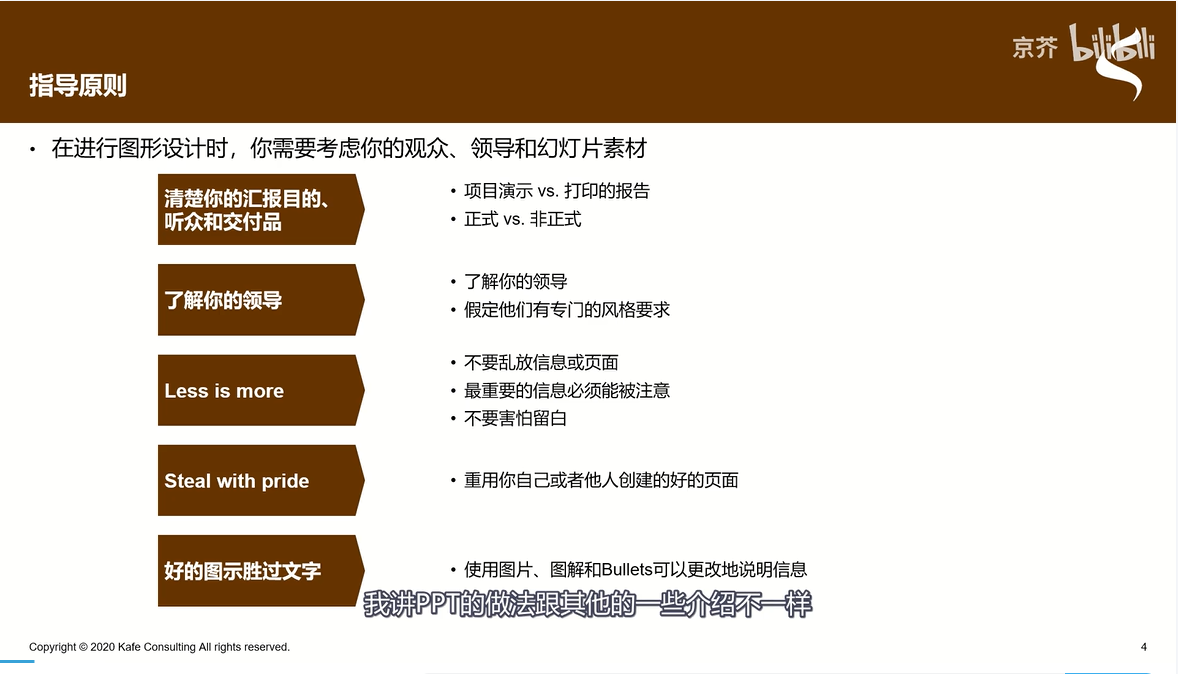 京芥 bilibili
指导原则
• 在进行图形设计时，你需要考虑你的观众、领导和幻灯片素材
清楚你的汇报目的、
听众和交付品
• 项目演示 vs. 打印的报告
• 正式 vs. 非正式
了解你的领导
• 了解你的领导
• 假定他们有专门的风格要求
Less is more
• 不要乱放信息或页面
• 最重要的信息必须能被注意
• 不要害怕留白
Steal with pride
• 重用你自己或者他人创建的好的页面
好的图示胜过文字
• 使用图片、图解和Bullets可以更改地说明信息
我讲PPT的做法跟其他的一些介绍不一样
Copyright © 2020 Kafe Consulting All rights reserved.
4